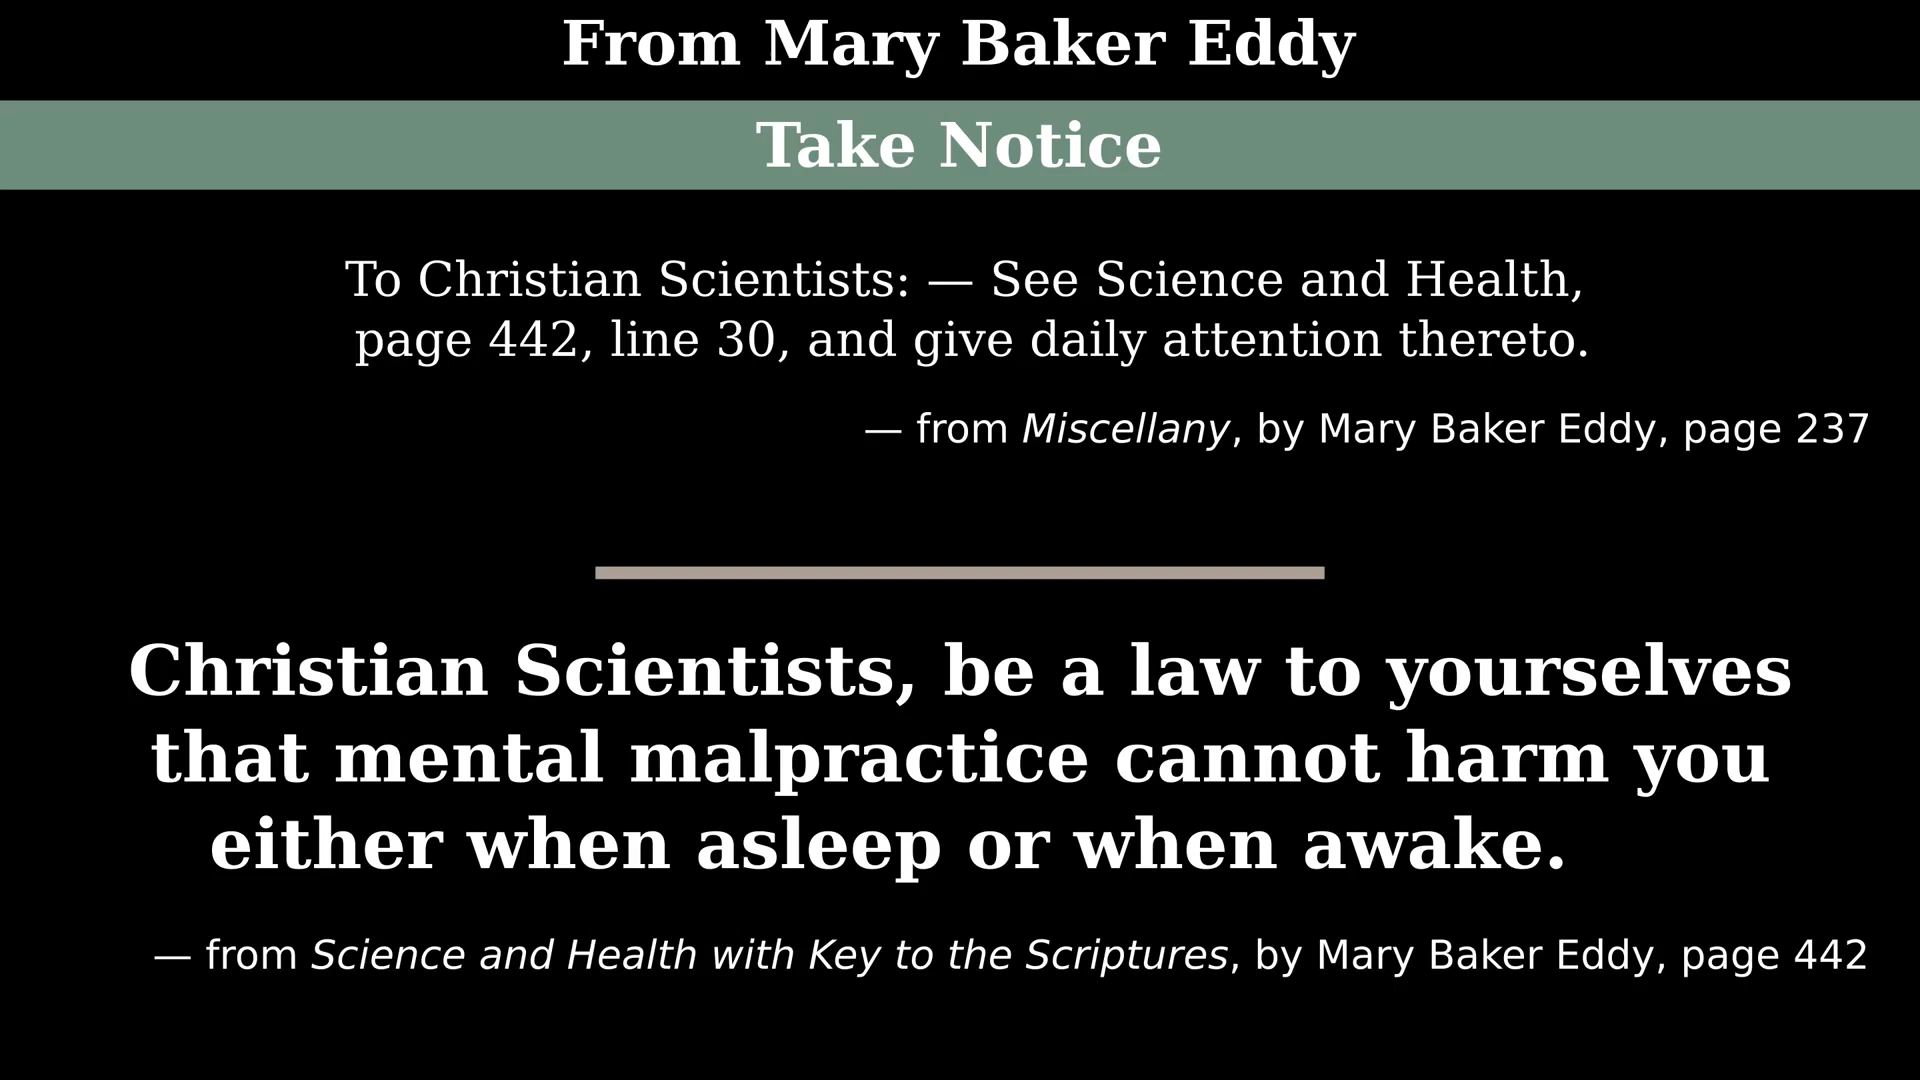 From Mary Baker Eddy
Take Notice
To Christian Scientists: — See Science and Health,
page 442, line 30, and give daily attention thereto.
— from Miscellany, by Mary Baker Eddy, page 237
Christian Scientists, be a law to yourselves
that mental malpractice cannot harm you
either when asleep or when awake.
— from Science and Health with Key to the Scriptures, by Mary Baker Eddy, page 442